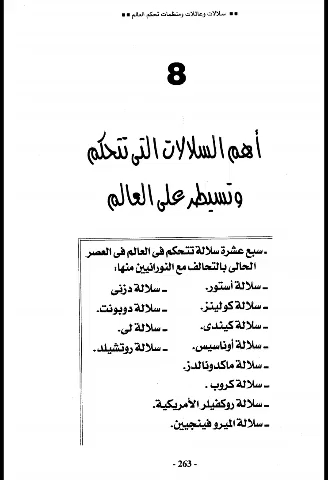 ▪▪ سلالات وعائلات ومنظمات تحكم العالم ▪▪
8
أهم السلالات التى تتحكم
وتسيطر على العالم
ـ سبع عشرة سلالة تتحكم فى العالم فى العصر
الحالى بالتحالف مع النورانيين منها:
ـ سلالة أستور. ـ سلالة دزنى
ـ سلالة كولينز. ـ سلالة دوبونت.
ـ سلالة كيندى. ـ سلالة لى.
ـ سلالة أوناسيس. ـ سلالة روتشيلد.
ـ سلالة ماكدونالدز.
ـ سلالة كروب .
ـ سلالة روكفيلر الأمريكية.
ـ سلالة الميرو فينجيين.
- 263 -